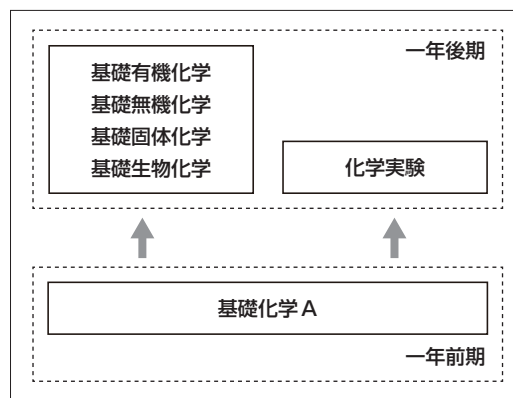 一年後期
基礎有機化学
基礎無機化学
基礎固体化学
基礎生物化学
化学実験
基礎化学A
一年前期